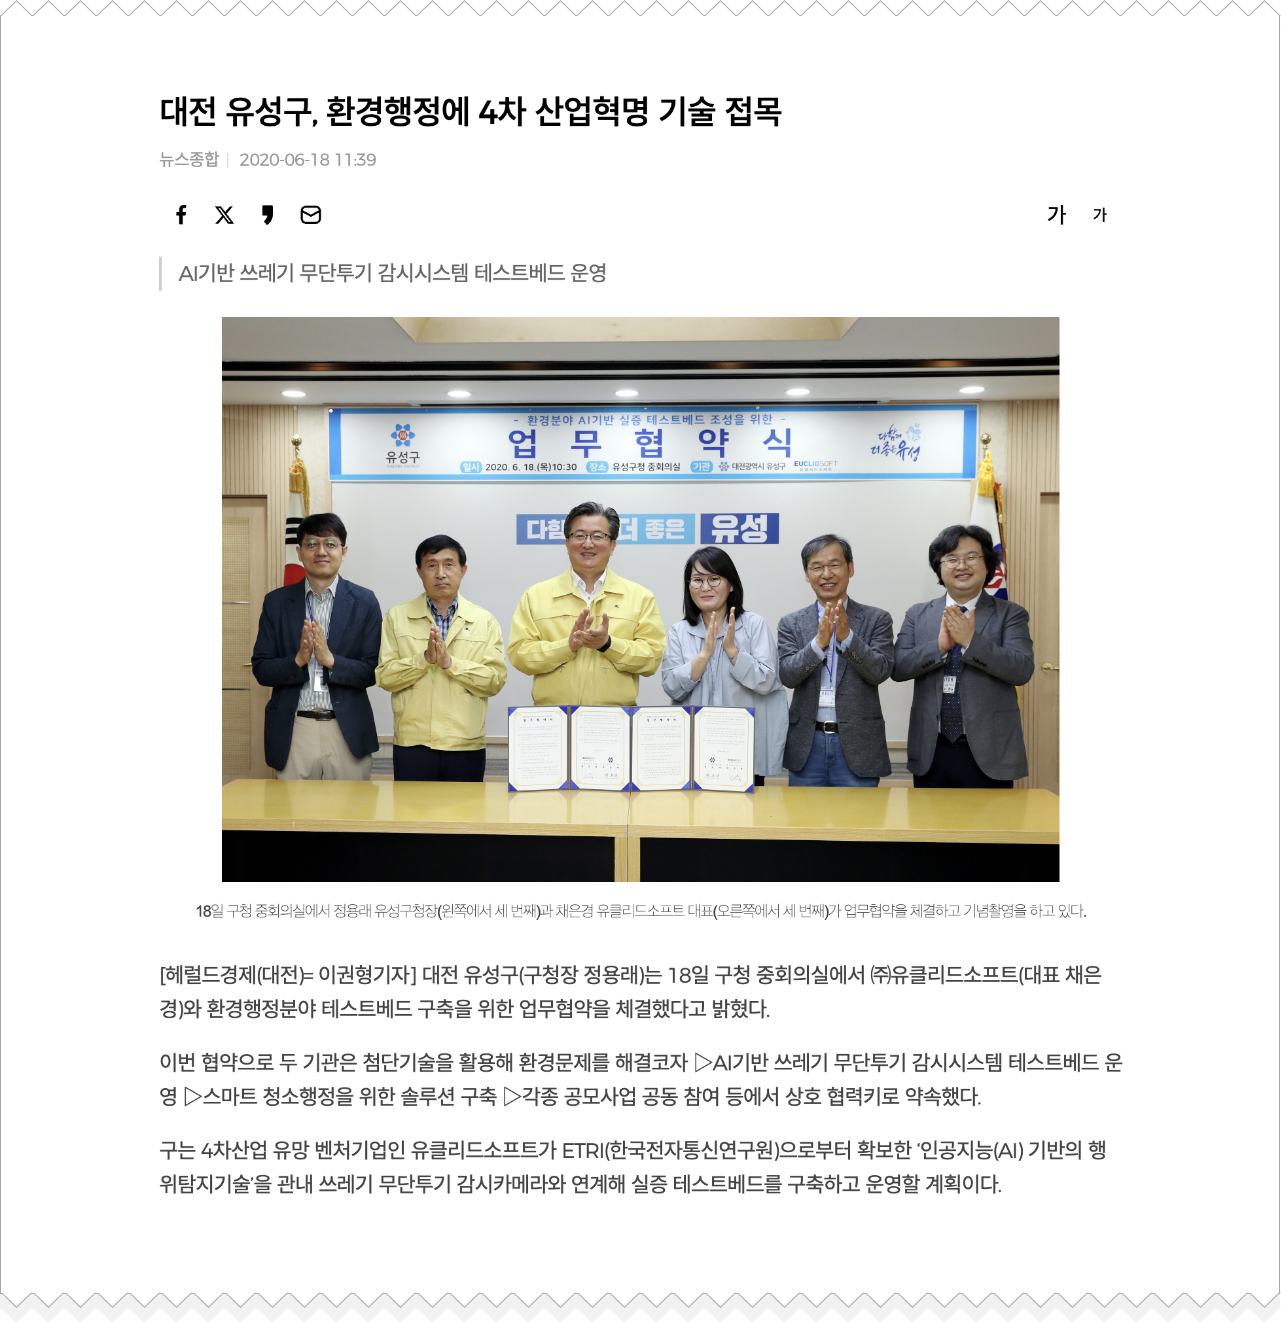 대전 유성구, 환경행정에 4차 산업혁명 기술 접목
뉴스종합 | 2020-06-18 11:39
가 가
AI기반 쓰레기 무단투기 감시시스템 테스트베드 운영
- 환경분야 AI기반 실증 테스트베드 조성을 위한 -
업 무 협 약 식
유성구
다함께 더좋은 유성
일시 2020. 6. 18.(목)10:30 장소 유성구청 중회의실 기관 대전광역시 유성구 EUCLIDSOFT
다함 더 좋은 유성
18일 구청 중회의실에서 정용래 유성구청장(왼쪽에서 세 번째)과 채은경 유클리드소프트 대표(오른쪽에서 세 번째)가 업무협약을 체결하고 기념촬영을 하고 있다.
[헤럴드경제(대전)= 이권형기자] 대전 유성구(구청장 정용래)는 18일 구청 중회의실에서 ㈜유클리드소프트(대표 채은
경)와 환경행정분야 테스트베드 구축을 위한 업무협약을 체결했다고 밝혔다.
이번 협약으로 두 기관은 첨단기술을 활용해 환경문제를 해결코자 ▷AI기반 쓰레기 무단투기 감시시스템 테스트베드 운
영 ▷스마트 청소행정을 위한 솔루션 구축 ▷각종 공모사업 공동 참여 등에서 상호 협력키로 약속했다.
구는 4차산업 유망 벤처기업인 유클리드소프트가 ETRI(한국전자통신연구원)으로부터 확보한 ‘인공지능(AI) 기반의 행
위탐지기술’을 관내 쓰레기 무단투기 감시카메라와 연계해 실증 테스트베드를 구축하고 운영할 계획이다.